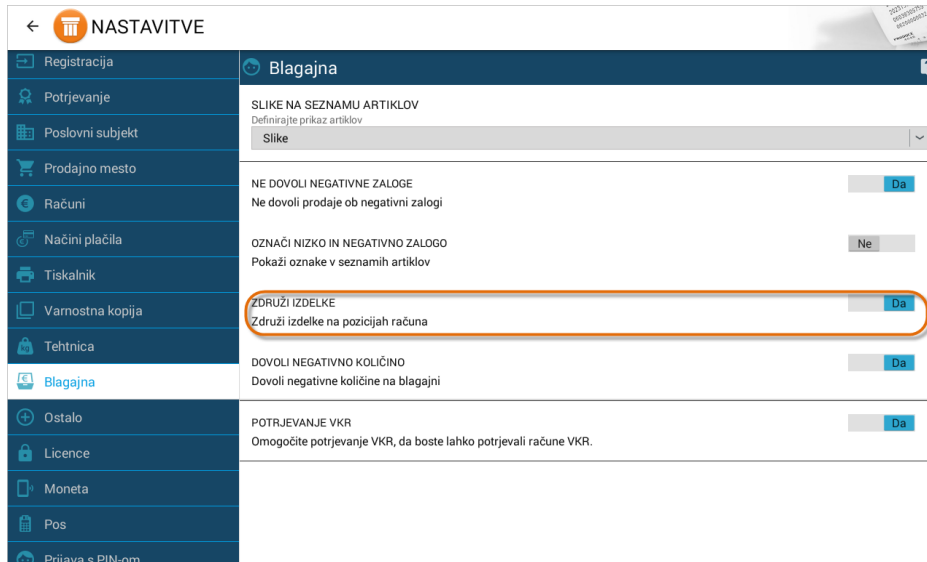 NASTAVITVE
Registracija
Potrjevanje
Poslovni subjekt
Prodajno mesto
Računi
Načini plačila
Tiskalnik
Varnostna kopija
Tehtnica
Blagajna
Ostalo
Licence
Moneta
Pos
Prijava s PIN-om
Blagajna
SLIKE NA SEZNAMU ARTIKLOV
Definirajte prikaz artiklov
Slike
NE DOVOLI NEGATIVNE ZALOGE
Da
Ne dovoli prodaje ob negativni zalogi
OZNAČI NIZKO IN NEGATIVNO ZALOGO
Ne
Pokaži oznake v seznamih artiklov
ZDRUŽI IZDELKE
Da
Združi izdelke na pozicijah računa
DOVOLI NEGATIVNO KOLIČINO
Da
Dovoli negativne količine na blagajni
POTRJEVANJE VKR
Da
Omogočite potrjevanje VKR, da boste lahko potrjevali račune VKR.